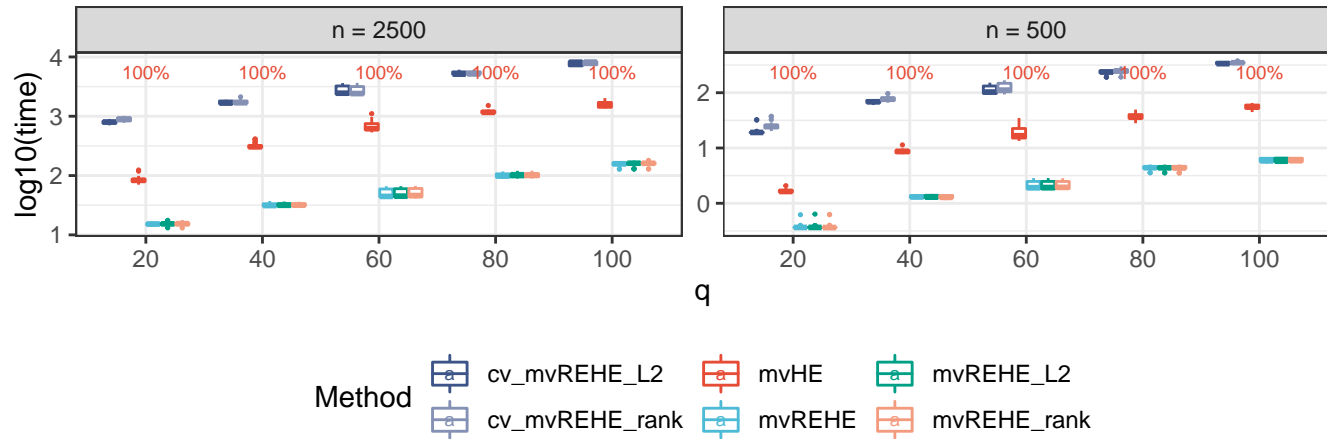 n = 2500
n = 500
log10(time)
4
3
2
1
100%
100%
100%
100%
100%
2
1
0
100%
100%
100%
100%
100%
20
40
60
80
100
20
40
60
80
100
q
Method
a cv_mvREHE_L2
a mvHE
a mvREHE_L2
a cv_mvREHE_rank
a mvREHE
a mvREHE_rank